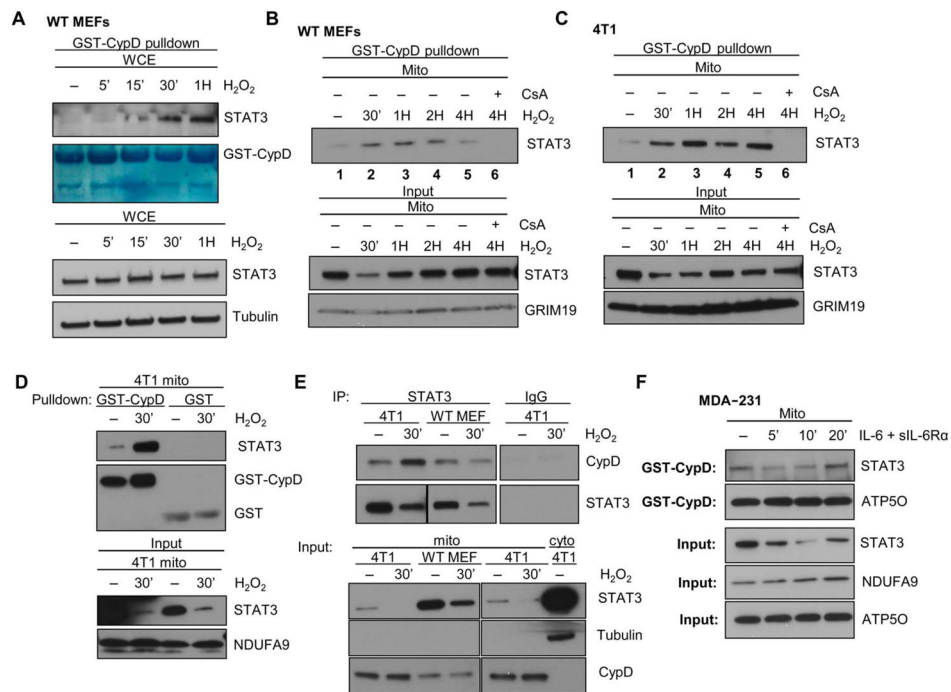 A WT MEFs
GST-CypD pulldown
WCE
– 5’ 15’ 30’ 1H H₂O₂
STAT3
GST-CypD
WCE
– 5’ 15’ 30’ 1H H₂O₂
STAT3
Tubulin
B WT MEFs
GST-CypD pulldown
Mito
– – – – – + CsA
– 30’ 1H 2H 4H 4H H₂O₂
STAT3
1 2 3 4 5 6
Input
Mito
– – – – – + CsA
– 30’ 1H 2H 4H 4H H₂O₂
STAT3
GRIM19
C 4T1
GST-CypD pulldown
Mito
– – – – – + CsA
– 30’ 1H 2H 4H 4H H₂O₂
STAT3
1 2 3 4 5 6
Input
Mito
– – – – – + CsA
– 30’ 1H 2H 4H 4H H₂O₂
STAT3
GRIM19
D
4T1 mito
Pulldown: GST-CypD GST
– 30’ – 30’ H₂O₂
STAT3
GST-CypD
GST
Input
4T1 mito
– 30’ – 30’ H₂O₂
STAT3
NDUFA9
E
IP: STAT3 IgG
4T1 WT MEF 4T1
– 30’ – 30’ – 30’ H₂O₂
CypD
STAT3
Input: mito cyto
4T1 WT MEF 4T1 4T1
– 30’ – 30’ – 30’ – H₂O₂
STAT3
Tubulin
CypD
F
MDA–231
Mito
– 5’ 10’ 20’ IL-6 + sIL-6Rα
GST-CypD: STAT3
GST-CypD: ATP5O
Input: STAT3
Input: NDUFA9
Input: ATP5O